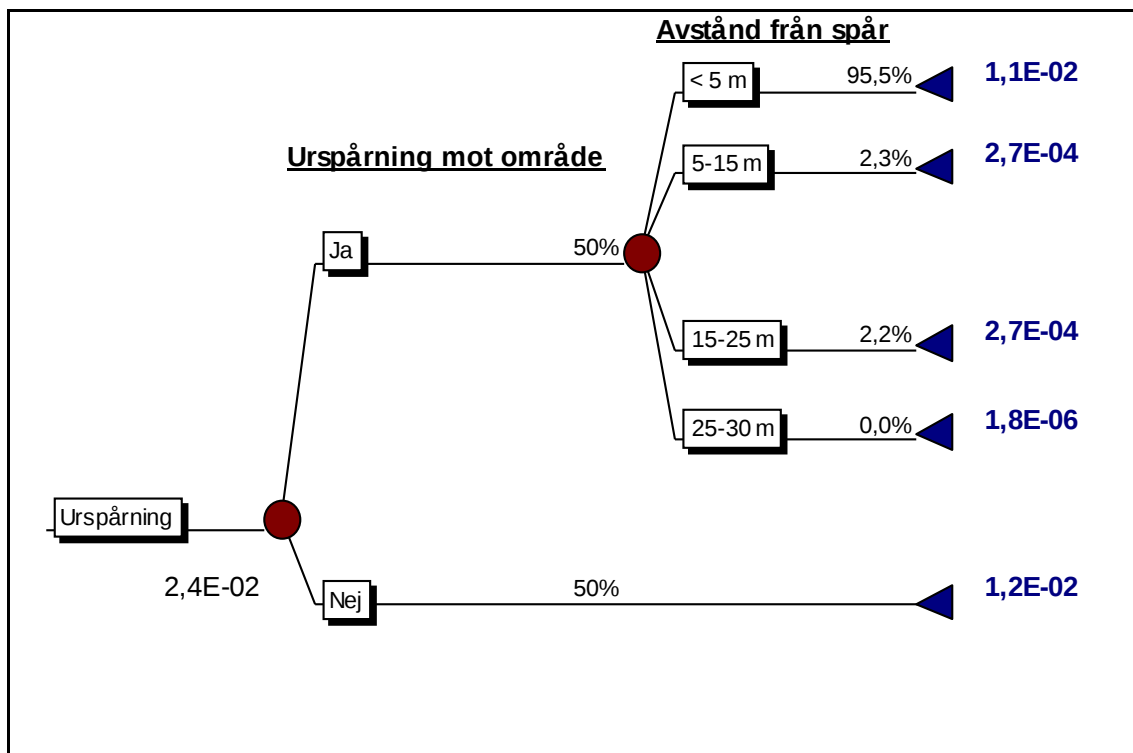 Avstånd från spår
< 5 m 95,5% 1,1E-02
Urspårning mot område
5-15 m 2,3% 2,7E-04
Ja 50%
15-25 m 2,2% 2,7E-04
25-30 m 0,0% 1,8E-06
Urspårning
2,4E-02
Nej 50% 1,2E-02